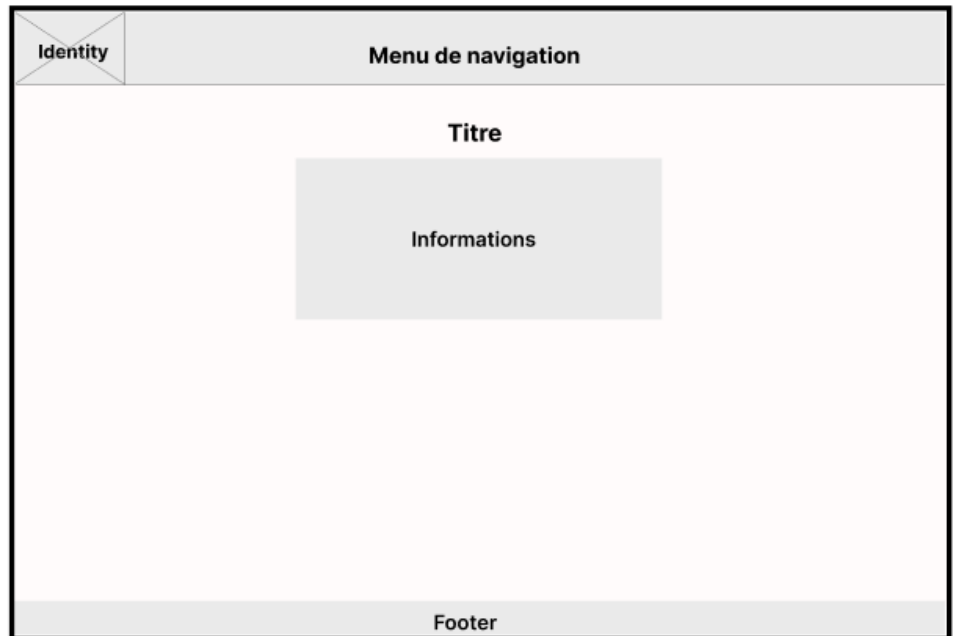 Identity
Menu de navigation
Titre
Informations
Footer